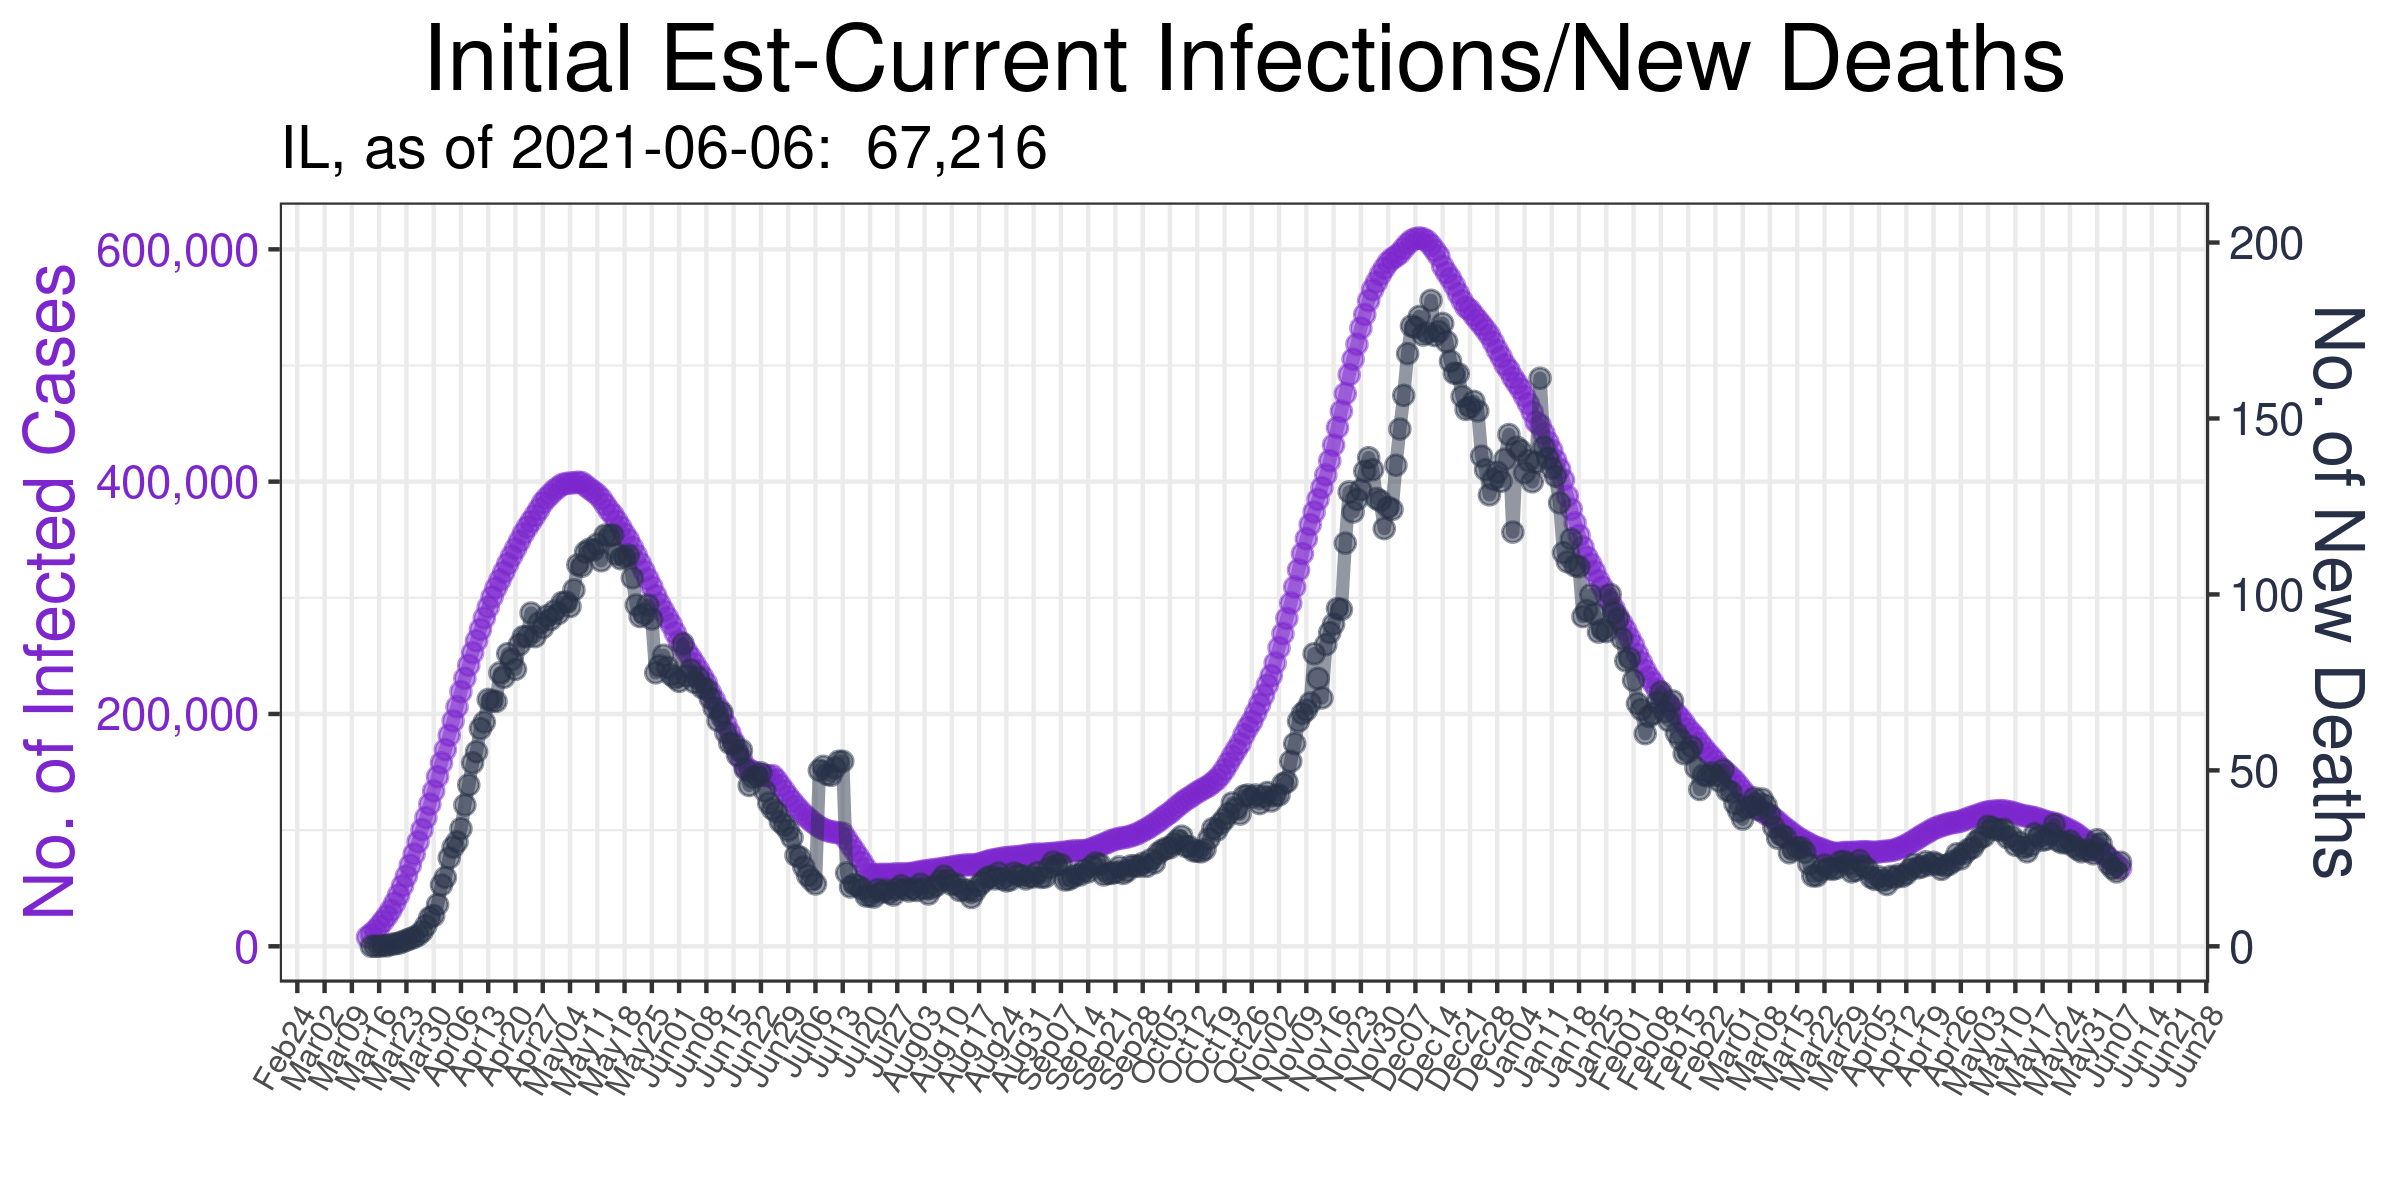 Initial Est-Current Infections/New Deaths
IL, as of 2021-06-06:  67,216
No. of Infected Cases
600,000
400,000
200,000
0
200
150
100
50
0
No. of New Deaths
Feb24
Mar02
Mar09
Mar16
Mar23
Mar30
Apr06
Apr13
Apr20
Apr27
May04
May11
May18
May25
Jun01
Jun08
Jun15
Jun22
Jun29
Jul06
Jul13
Jul20
Jul27
Aug03
Aug10
Aug17
Aug24
Aug31
Sep07
Sep14
Sep21
Sep28
Oct05
Oct12
Oct19
Oct26
Nov02
Nov09
Nov16
Nov23
Nov30
Dec07
Dec14
Dec21
Dec28
Jan04
Jan11
Jan18
Jan25
Feb01
Feb08
Feb15
Feb22
Mar01
Mar08
Mar15
Mar22
Mar29
Apr05
Apr12
Apr19
Apr26
May03
May10
May17
May24
May31
Jun07
Jun14
Jun21
Jun28